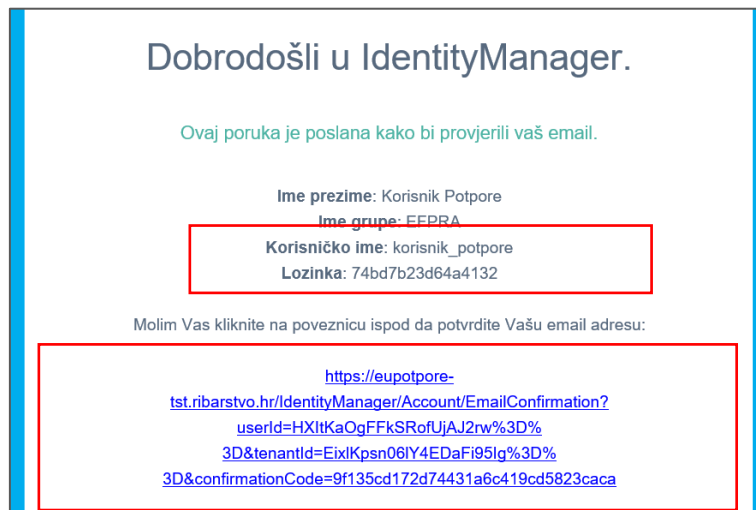 Dobrodošli u IdentityManager.
Ovaj poruka je poslana kako bi provjerili vaš email.
Ime prezime: Korisnik Potpore
Ime grupe: EFPRA
Korisničko ime: korisnik_potpore
Lozinka: 74bd7b23d64a4132
Molim Vas kliknite na poveznicu ispod da potvrdite Vašu email adresu:
https://eupotpore-
tst.ribarstvo.hr/IdentityManager/Account/EmailConfirmation?
userId=HXItKaOgFFkSRofUjAJ2rw%3D%
3D&tenantId=EixlKpsn06lY4EDaFi95Ig%3D%
3D&confirmationCode=9f135cd172d74431a6c419cd5823caca